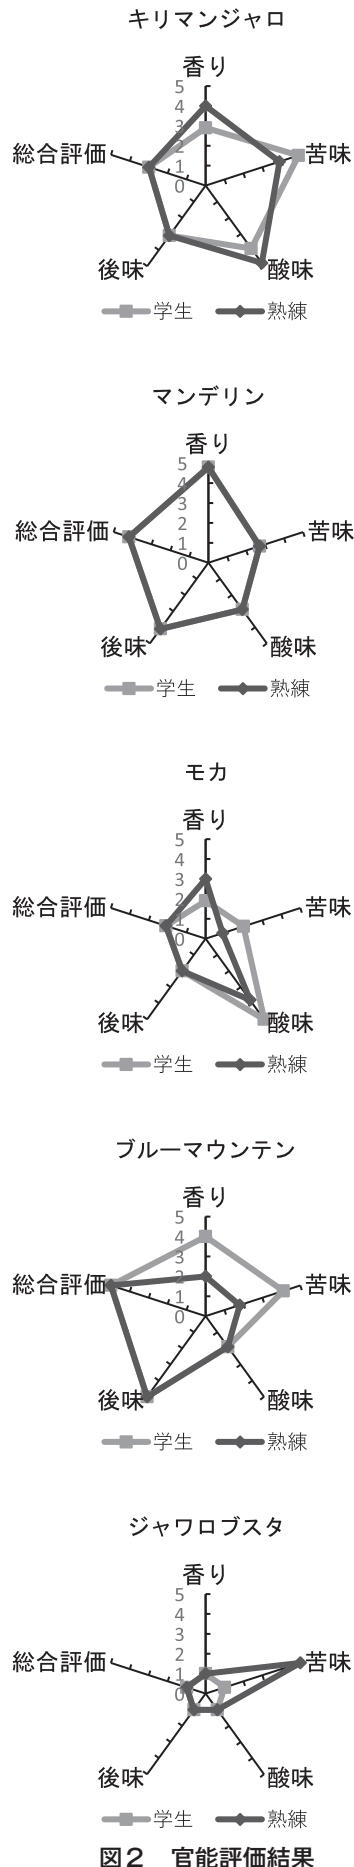 キリマンジャロ
香り
5
4
3
2
1
0
総合評価
苦味
後味
酸味
学生 熟練
マンデリン
香り
5
4
3
2
1
0
総合評価
苦味
後味
酸味
学生 熟練
モカ
香り
5
4
3
2
1
0
総合評価
苦味
後味
酸味
学生 熟練
ブルーマウンテン
香り
5
4
3
2
1
0
総合評価
苦味
後味
酸味
学生 熟練
ジャワロブスタ
香り
5
4
3
2
1
0
総合評価
苦味
後味
酸味
学生 熟練
図2 官能評価結果